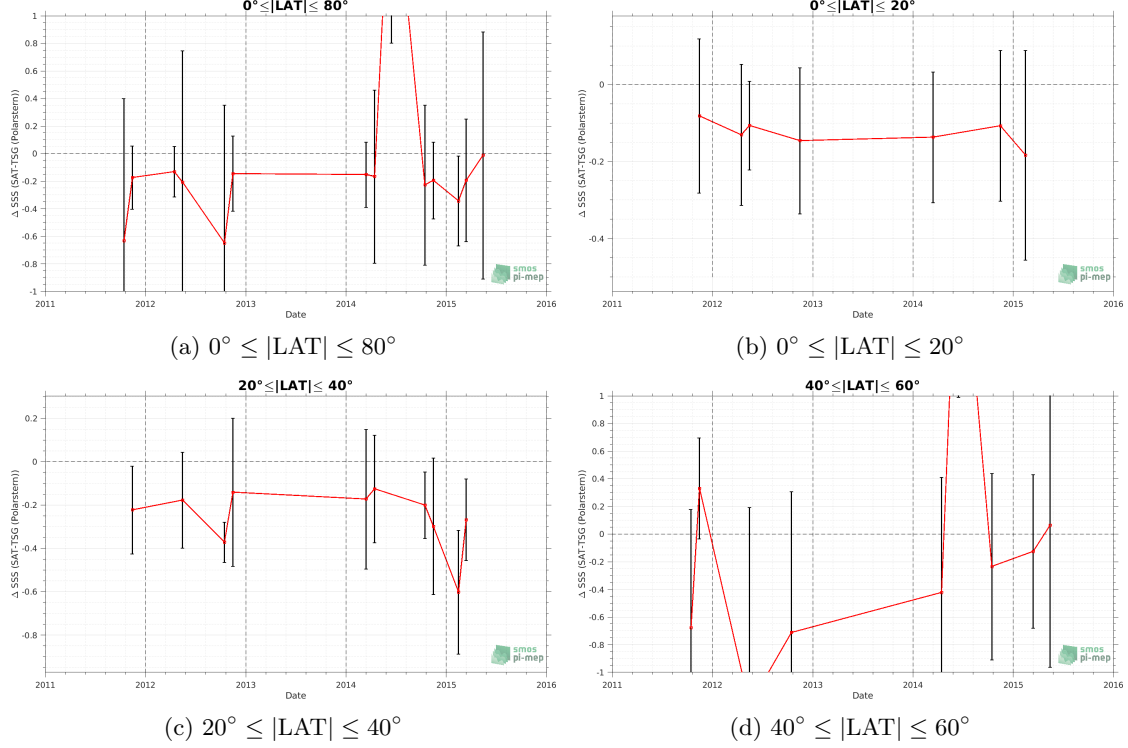 0°≤|LAT|≤ 80°
Δ SSS (SAT-TSG (Polarstern))
1
0.8
0.6
0.4
0.2
0
-0.2
-0.4
-0.6
-0.8
-1
2011 2012 2013 2014 2015 2016
Date
smos
pi-mep
(a) 0° ≤ |LAT| ≤ 80°
0°≤|LAT|≤ 20°
Δ SSS (SAT-TSG (Polarstern))
0
-0.2
-0.4
2011 2012 2013 2014 2015 2016
Date
smos
pi-mep
(b) 0° ≤ |LAT| ≤ 20°
20°≤|LAT|≤ 40°
Δ SSS (SAT-TSG (Polarstern))
0.2
0
-0.2
-0.4
-0.6
-0.8
2011 2012 2013 2014 2015 2016
Date
smos
pi-mep
(c) 20° ≤ |LAT| ≤ 40°
40°≤|LAT|≤ 60°
Δ SSS (SAT-TSG (Polarstern))
1
0.8
0.6
0.4
0.2
0
-0.2
-0.4
-0.6
-0.8
-1
2011 2012 2013 2014 2015 2016
Date
smos
pi-mep
(d) 40° ≤ |LAT| ≤ 60°